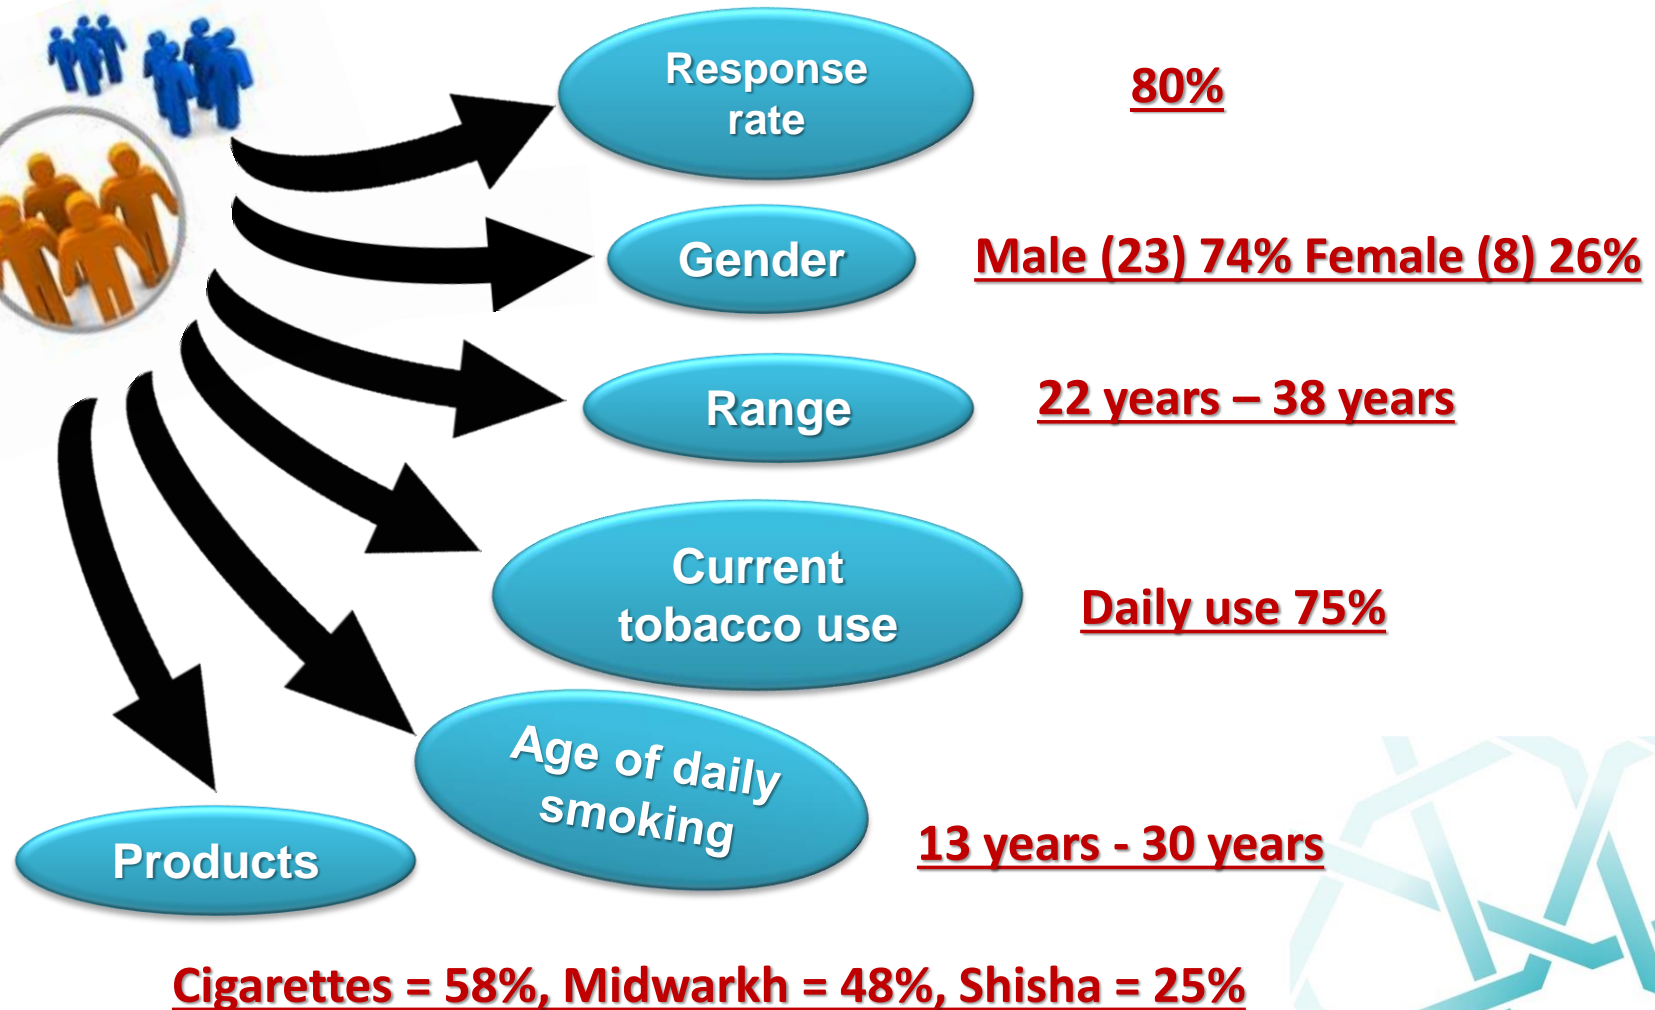 Response
rate
80%
Gender
Male (23) 74% Female (8) 26%
Range
22 years – 38 years
Current
tobacco use
Daily use 75%
Age of daily
smoking
13 years - 30 years
Products
Cigarettes = 58%, Midwarkh = 48%, Shisha = 25%